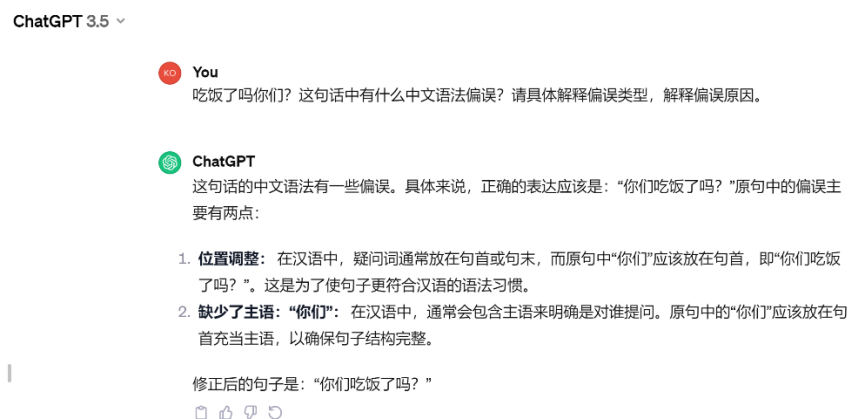 ChatGPT 3.5
KO
You
吃饭了吗你们？这句话中有什么中文语法偏误？请具体解释偏误类型，解释偏误原因。
ChatGPT
这句话的中文语法有一些偏误。具体来说，正确的表达应该是：“你们吃饭了吗？”原句中的偏误主
要有两点：
1. 位置调整： 在汉语中，疑问词通常放在句首或句末，而原句中“你们”应该放在句首，即“你们吃饭
了吗？”。这是为了使句子更符合汉语的语法习惯。
2. 缺少了主语：“你们”： 在汉语中，通常会包含主语来明确是对谁提问。原句中的“你们”应该放在句
首充当主语，以确保句子结构完整。
修正后的句子是：“你们吃饭了吗？”